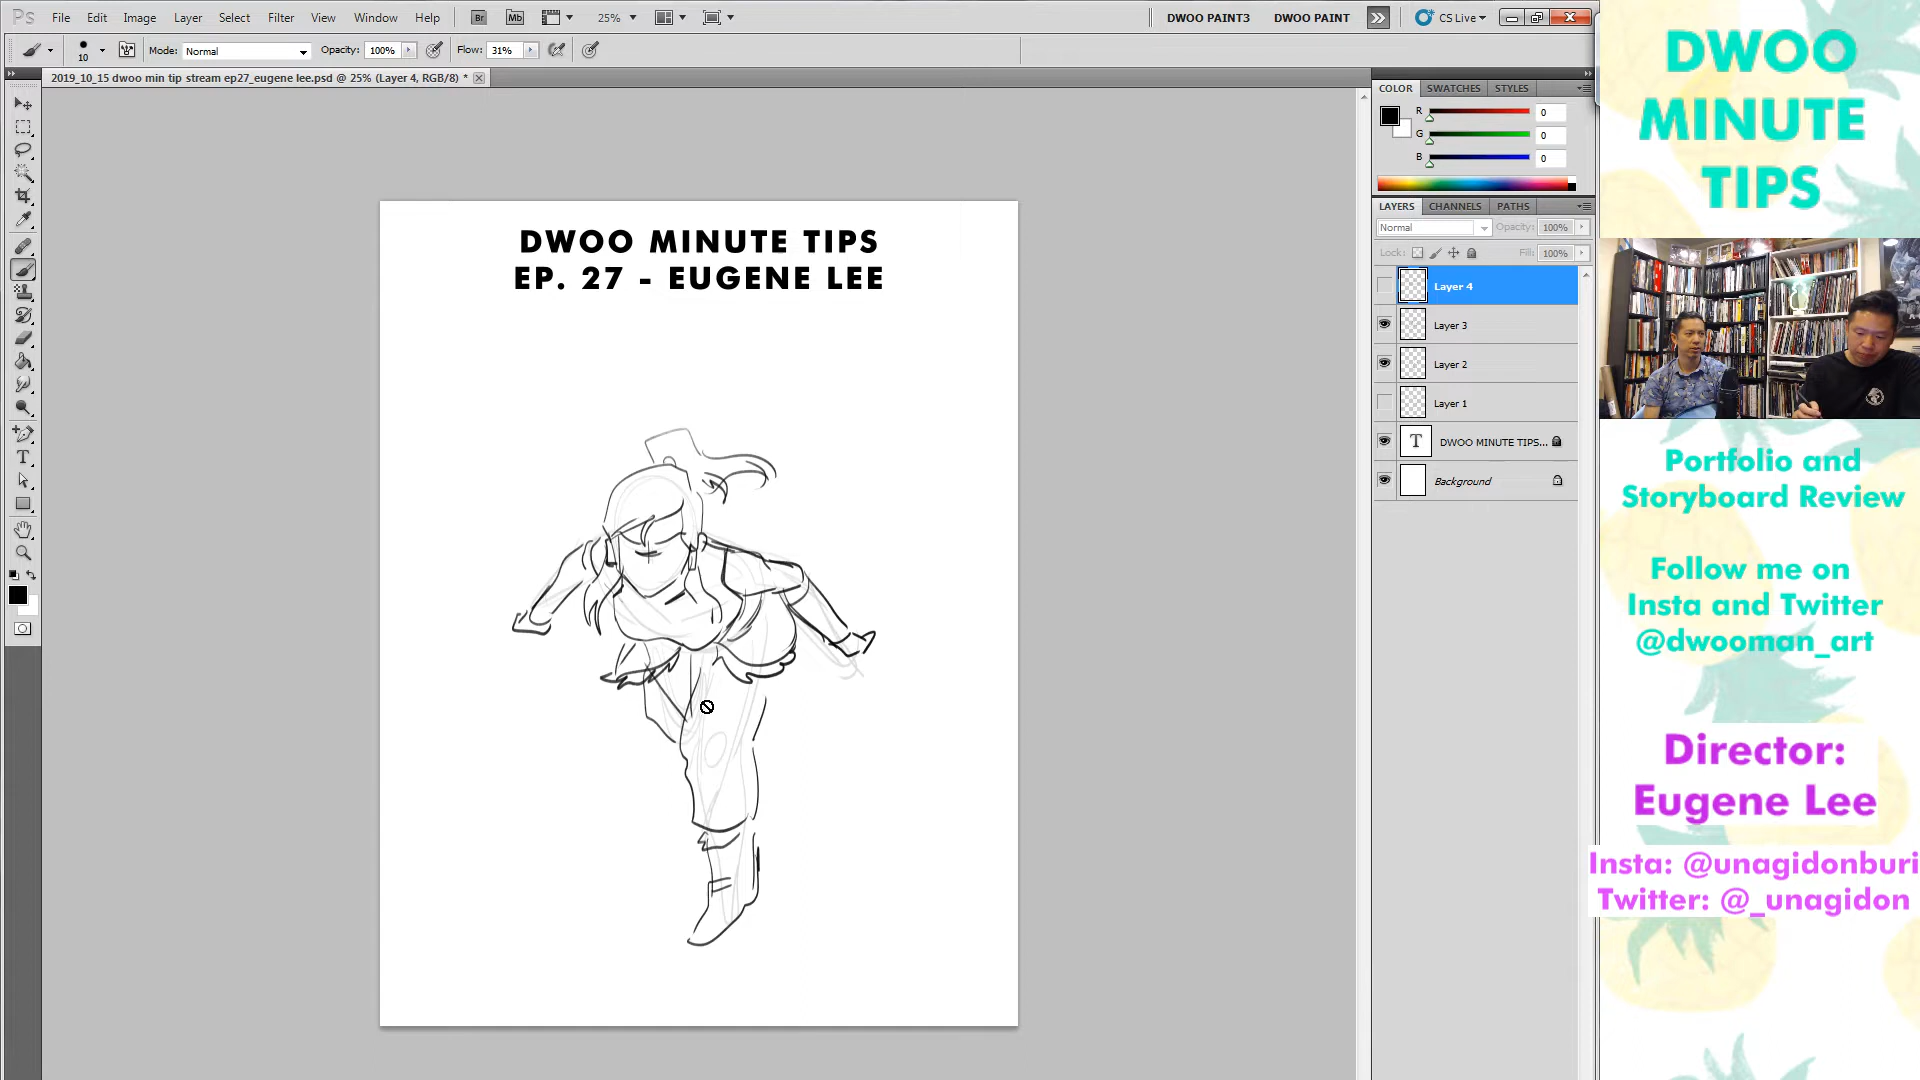 Ps File Edit Image Layer Select Filter View Window Help Br Mb 25% DWOO PAINT3 DWOO PAINT CS Live
10 Mode: Normal Opacity: 100% Flow: 31%
2019_10_15 dwoo min tip stream ep27_eugene lee.psd @ 25% (Layer 4, RGB/8) *
COLOR SWATCHES STYLES
R 0
G 0
B 0
LAYERS CHANNELS PATHS
Normal Opacity: 100%
Lock: Fill: 100%
Layer 4
Layer 3
Layer 2
Layer 1
T DWOO MINUTE TIPS...
Background
DWOO MINUTE TIPS
EP. 27 - EUGENE LEE
DWOO
MINUTE
TIPS
Portfolio and
Storyboard Review
Follow me on
Insta and Twitter
@dwooman_art
Director:
Eugene Lee
Insta: @unagidonburi
Twitter: @_unagidon